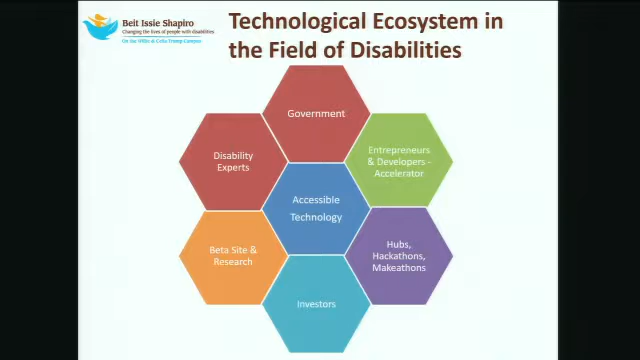 Beit Issie Shapiro
Changing the lives of people with disabilities
On the Willie & Celia Trump Campus
Technological Ecosystem in
the Field of Disabilities
Government
Disability
Experts
Entrepreneurs
& Developers -
Accelerator
Accessible
Technology
Beta Site &
Research
Hubs,
Hackathons,
Makeathons
Investors